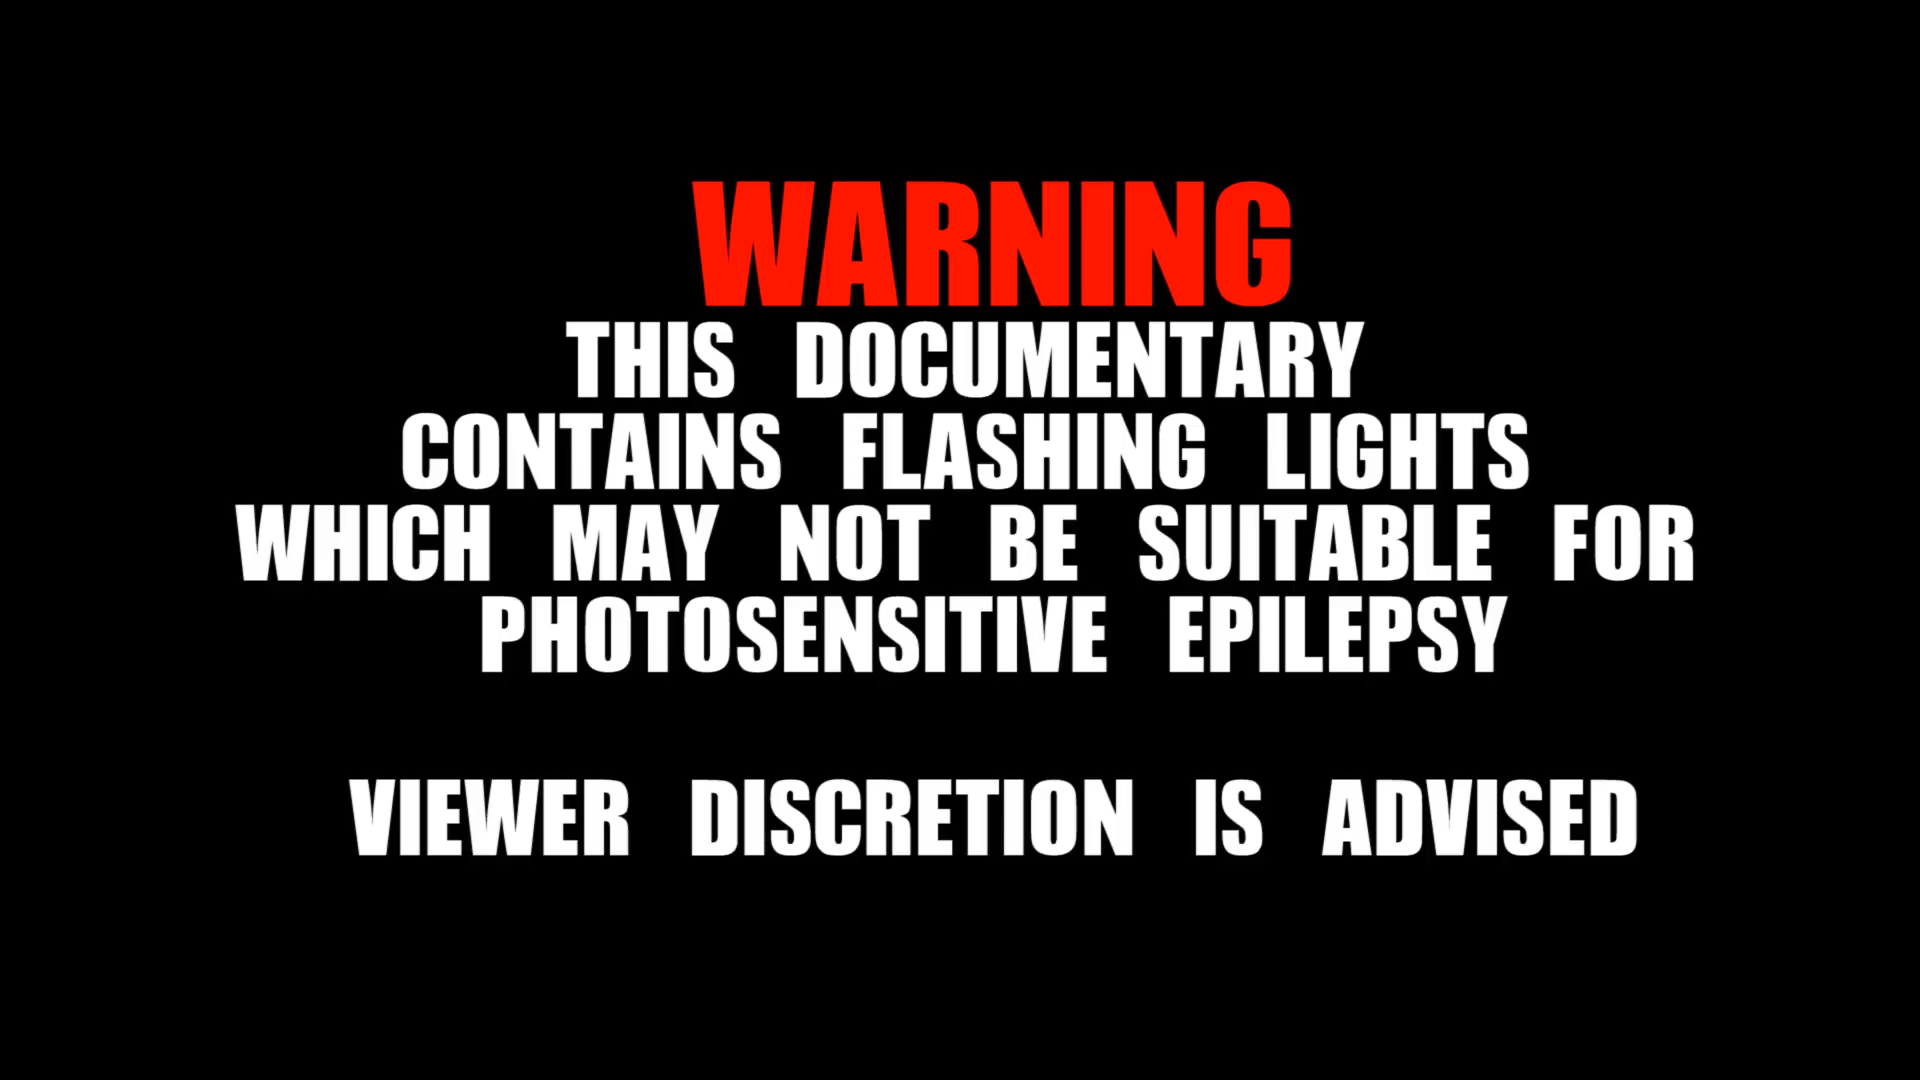 WARNING
THIS DOCUMENTARY
CONTAINS FLASHING LIGHTS
WHICH MAY NOT BE SUITABLE FOR
PHOTOSENSITIVE EPILEPSY
VIEWER DISCRETION IS ADVISED